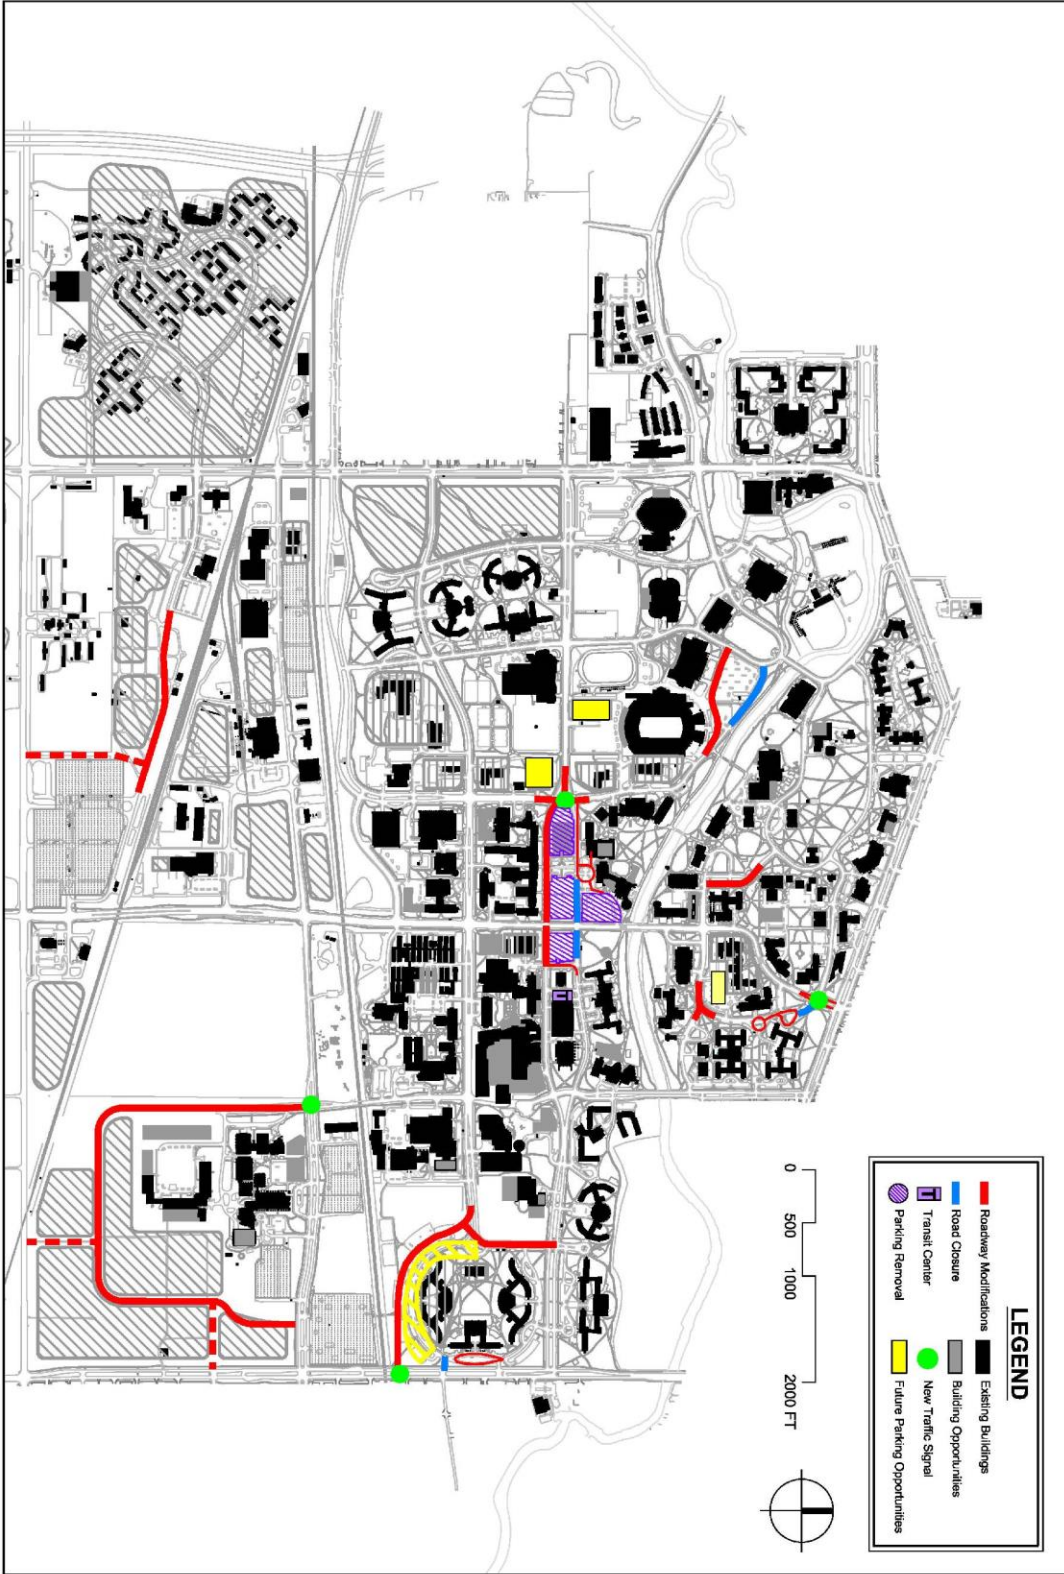 LEGEND
Roadway Modifications
Road Closure
Transit Center
Parking Removal
Existing Buildings
Building Opportunities
New Traffic Signal
Future Parking Opportunities
0 500 1000 2000 FT